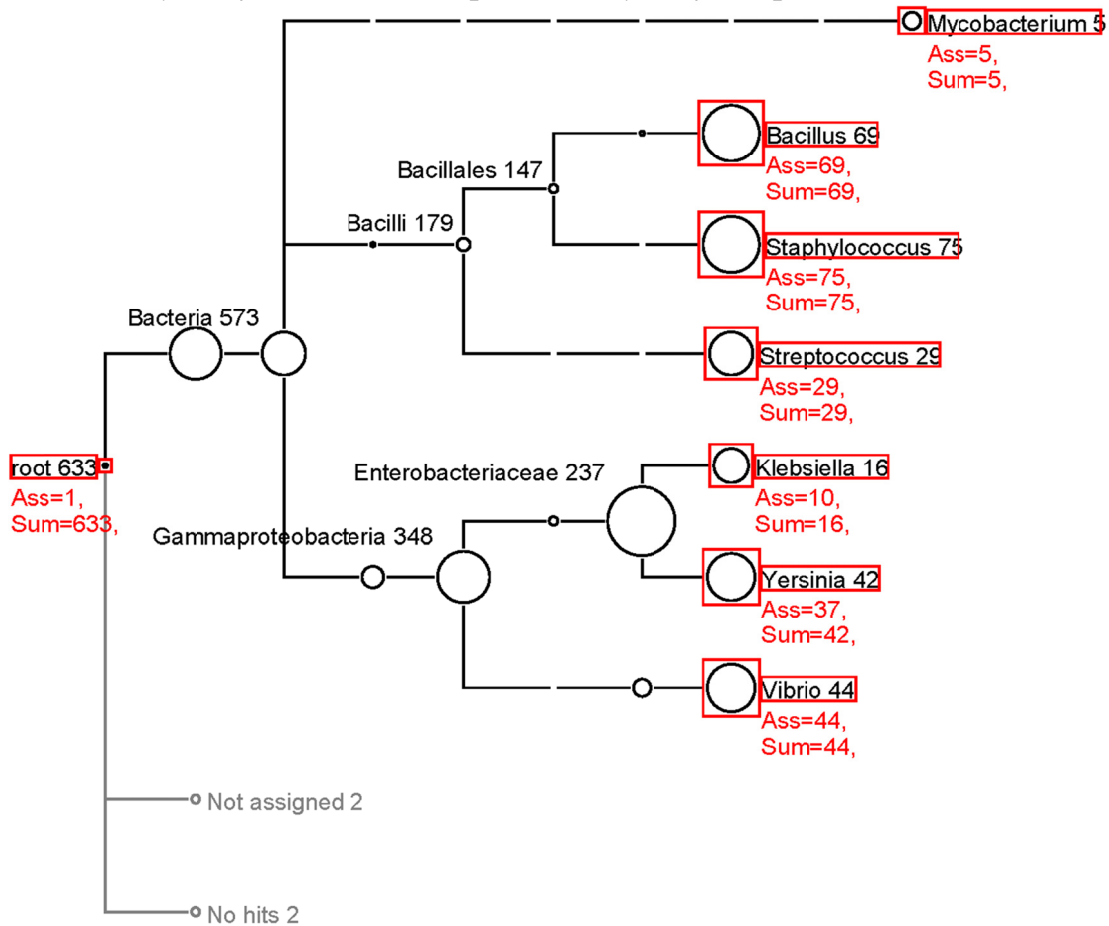 Mycobacterium 5
Ass=5,
Sum=5,
Bacillus 69
Ass=69,
Sum=69,
Bacillales 147
Bacilli 179
Staphylococcus 75
Ass=75,
Sum=75,
Bacteria 573
Streptococcus 29
Ass=29,
Sum=29,
root 633
Ass=1,
Sum=633,
Enterobacteriaceae 237
Klebsiella 16
Ass=10,
Sum=16,
Gammaproteobacteria 348
Yersinia 42
Ass=37,
Sum=42,
Vibrio 44
Ass=44,
Sum=44,
Not assigned 2
No hits 2